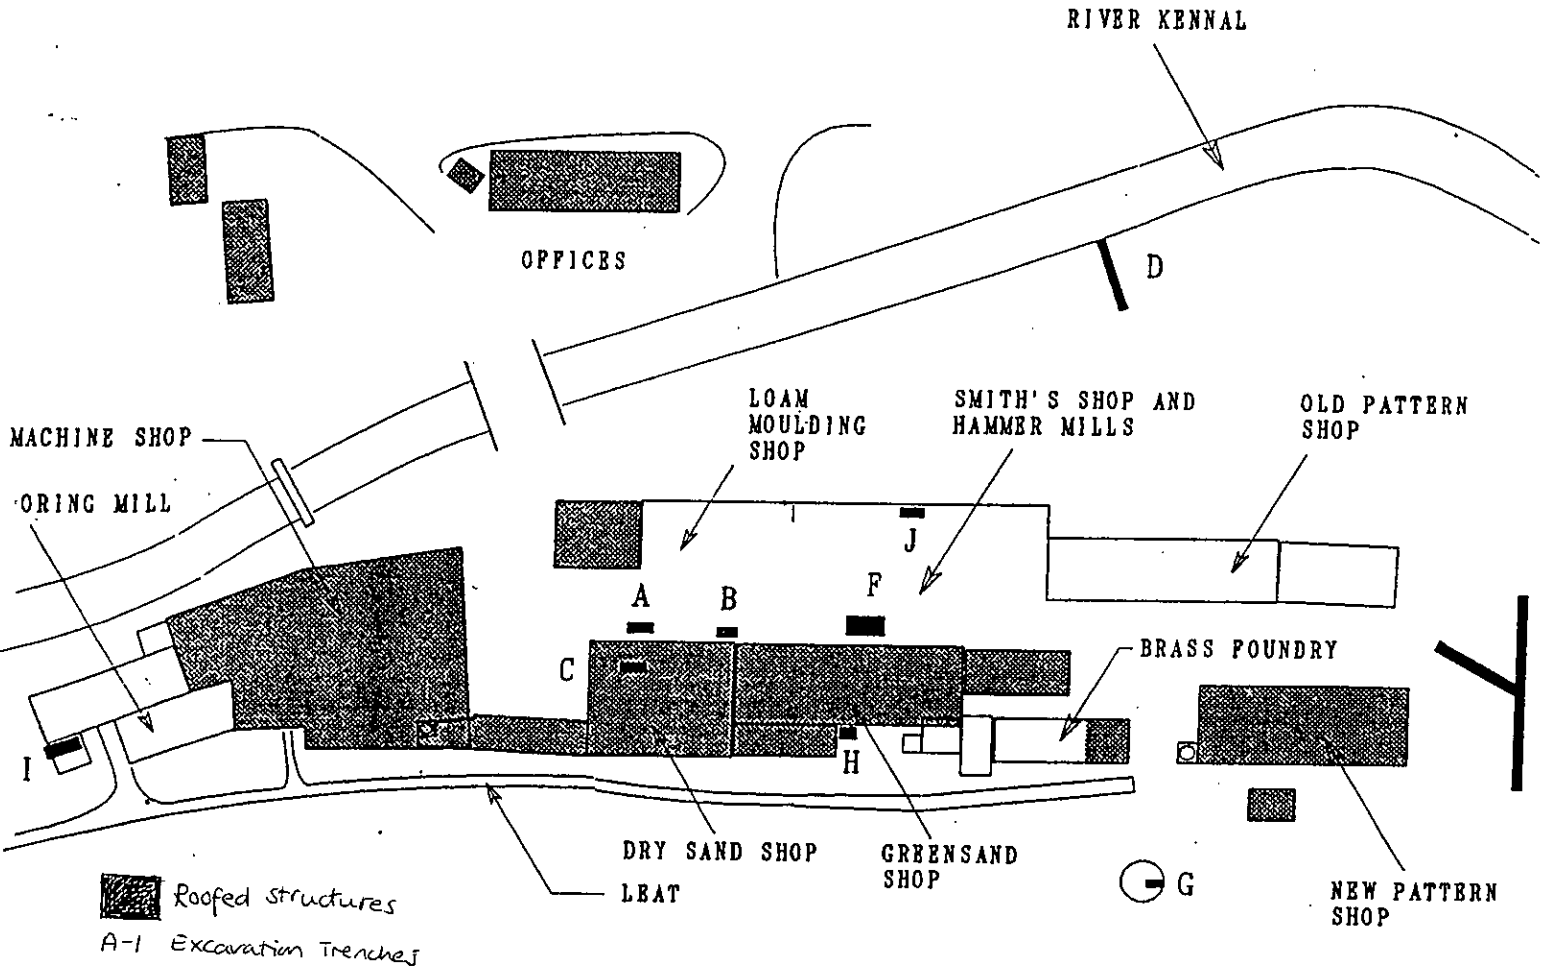 RIVER KENNAL
OFFICES
D
LOAM
MOULDING
SHOP
SMITH'S SHOP AND
HAMMER MILLS
OLD PATTERN
SHOP
MACHINE SHOP
ORING MILL
J
A
B
F
C
BRASS FOUNDRY
I
H
DRY SAND SHOP
GREENSAND
SHOP
LEAT
G
NEW PATTERN
SHOP
Roofed structures
A-I Excavation Trenches